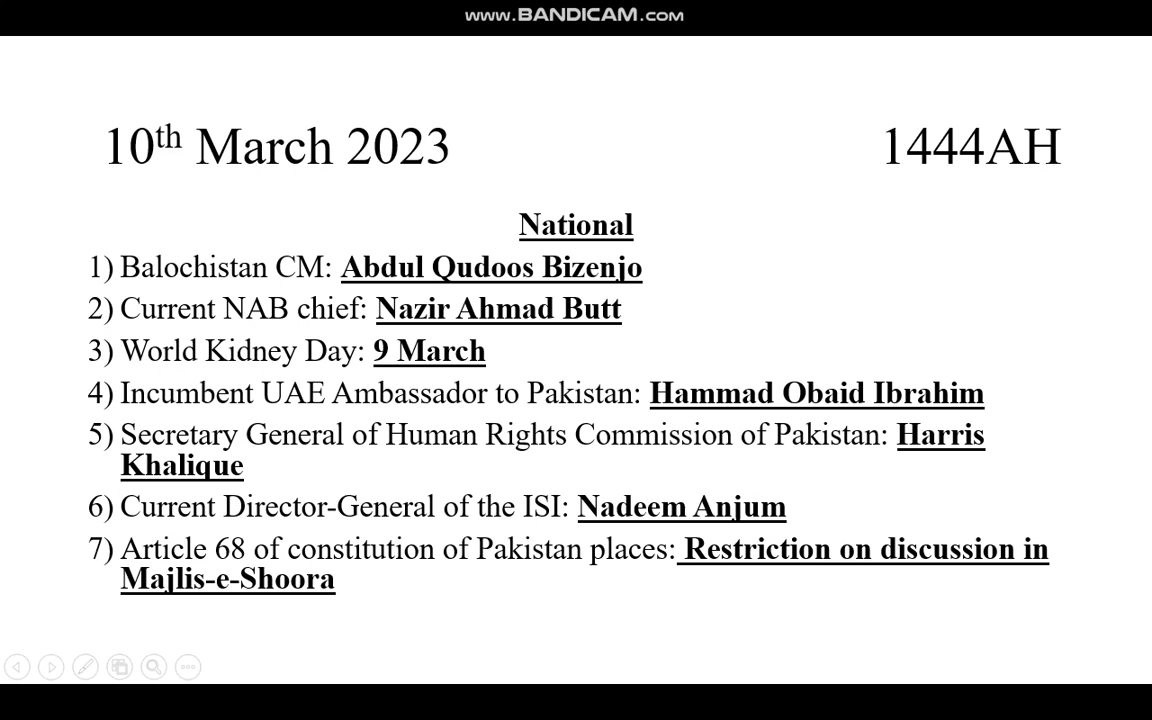 www.BANDICAM.com
10th March 2023 1444AH
National
1) Balochistan CM: Abdul Qudoos Bizenjo
2) Current NAB chief: Nazir Ahmad Butt
3) World Kidney Day: 9 March
4) Incumbent UAE Ambassador to Pakistan: Hammad Obaid Ibrahim
5) Secretary General of Human Rights Commission of Pakistan: Harris
Khalique
6) Current Director-General of the ISI: Nadeem Anjum
7) Article 68 of constitution of Pakistan places: Restriction on discussion in
Majlis-e-Shoora